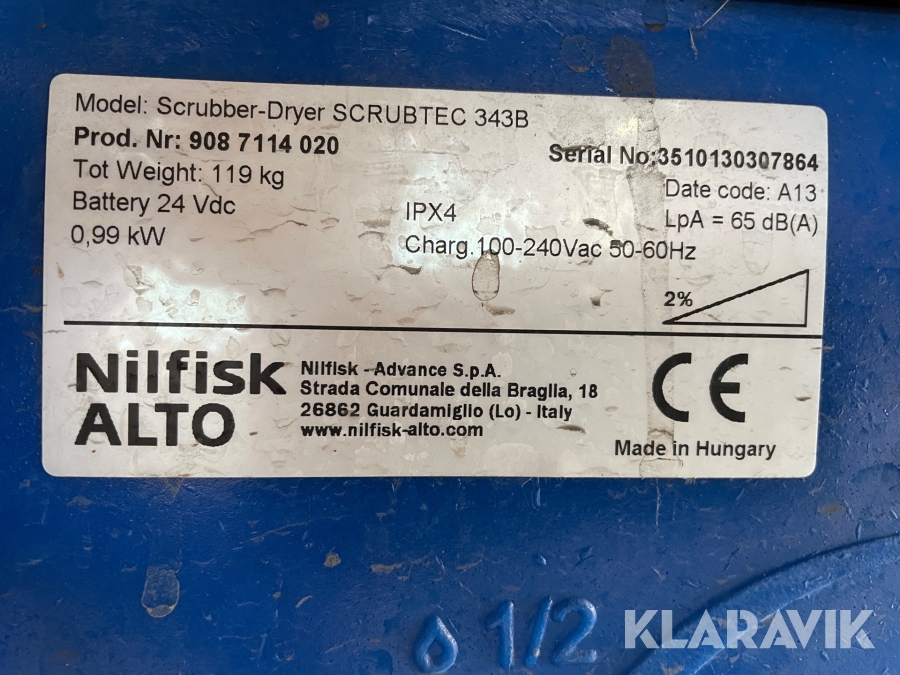 Model: Scrubber-Dryer SCRUBTEC 343B
Prod. Nr: 908 7114 020
Serial No:3510130307864
Tot Weight: 119 kg
Date code: A13
Battery 24 Vdc
IPX4
LpA = 65 dB(A)
0,99 kW
Charg.100-240Vac 50-60Hz
2%
Nilfisk
ALTO
Nilfisk - Advance S.p.A.
Strada Comunale della Braglia, 18
26862 Guardamiglio (Lo) - Italy
www.nilfisk-alto.com
CE
Made in Hungary
1/2
KLARAVIK